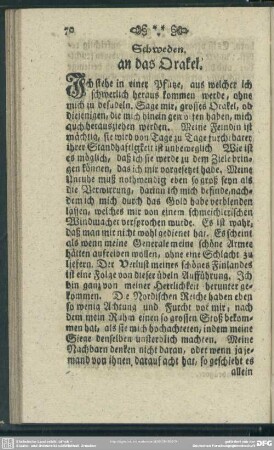 70
Schweden,
an das Orakel.
Ich stehe in einer Pfütze, aus welcher ich
schwerlich heraus kommen werde, ohne
mich zu besudeln. Sage mir, grosses Orakel, ob
diejenigen, die mich hinein gezogen haben, mich
auch herausziehen werden. Meine Feindin ist
mächtig, sie wird von Tage zu Tage furchtbarer
ihrer Standhaftigkeit ist unbeweglich Wie ist
es möglich, daß ich sie werde zu dem Ziele brin-
gen können, das ich mir vorgesetzet habe. Meine
Unruhe muß nothwendig eben so groß seyn als
die Verwirrung, darinn ich mich befinde, nach-
dem ich mich durch das Gold habe verblenden
lassen, welches mir von einem schmeichlerischen
Windmacher versprochen wurde. Es ist wahr,
daß man mir nicht wohl gedienet hat. Es scheint
als wenn meine Generale meine schöne Armee
hätten aufreiben wollen, ohne eine Schlacht zu
liefern. Der Verlust meines schönes Finlandes
ist eine Folge von dieser übeln Aufführung. Ich
bin ganz von meiner Herrlichkeit herunter ge-
kommen. Die Nordischen Reiche haben eben
so wenig Achtung und Furcht vor mir, nach
dem mein Ruhm einen so grossen Stoß bekom-
men hat, als sie mich hochachteten, indem meine
Siege denselben unsterblich machten. Meine
Nachbarn denken nicht daran, oder wenn ja je-
mand von ihnen darauf acht hat, so geschieht es
allein